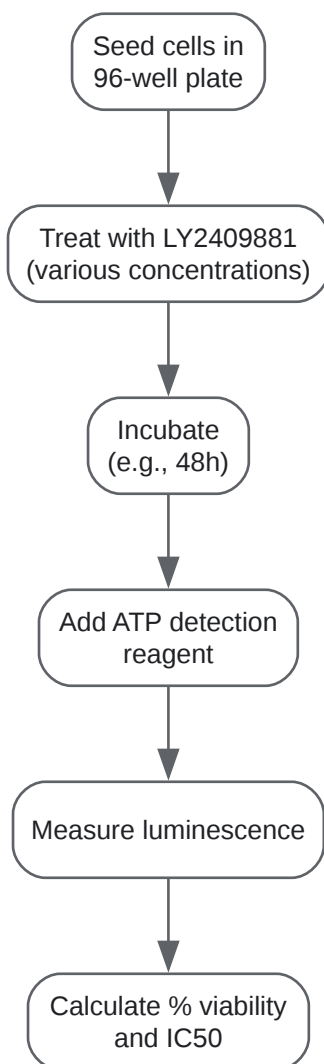 Seed cells in
96-well plate
Treat with LY2409881
(various concentrations)
Incubate
(e.g., 48h)
Add ATP detection
reagent
Measure luminescence
Calculate % viability
and IC50